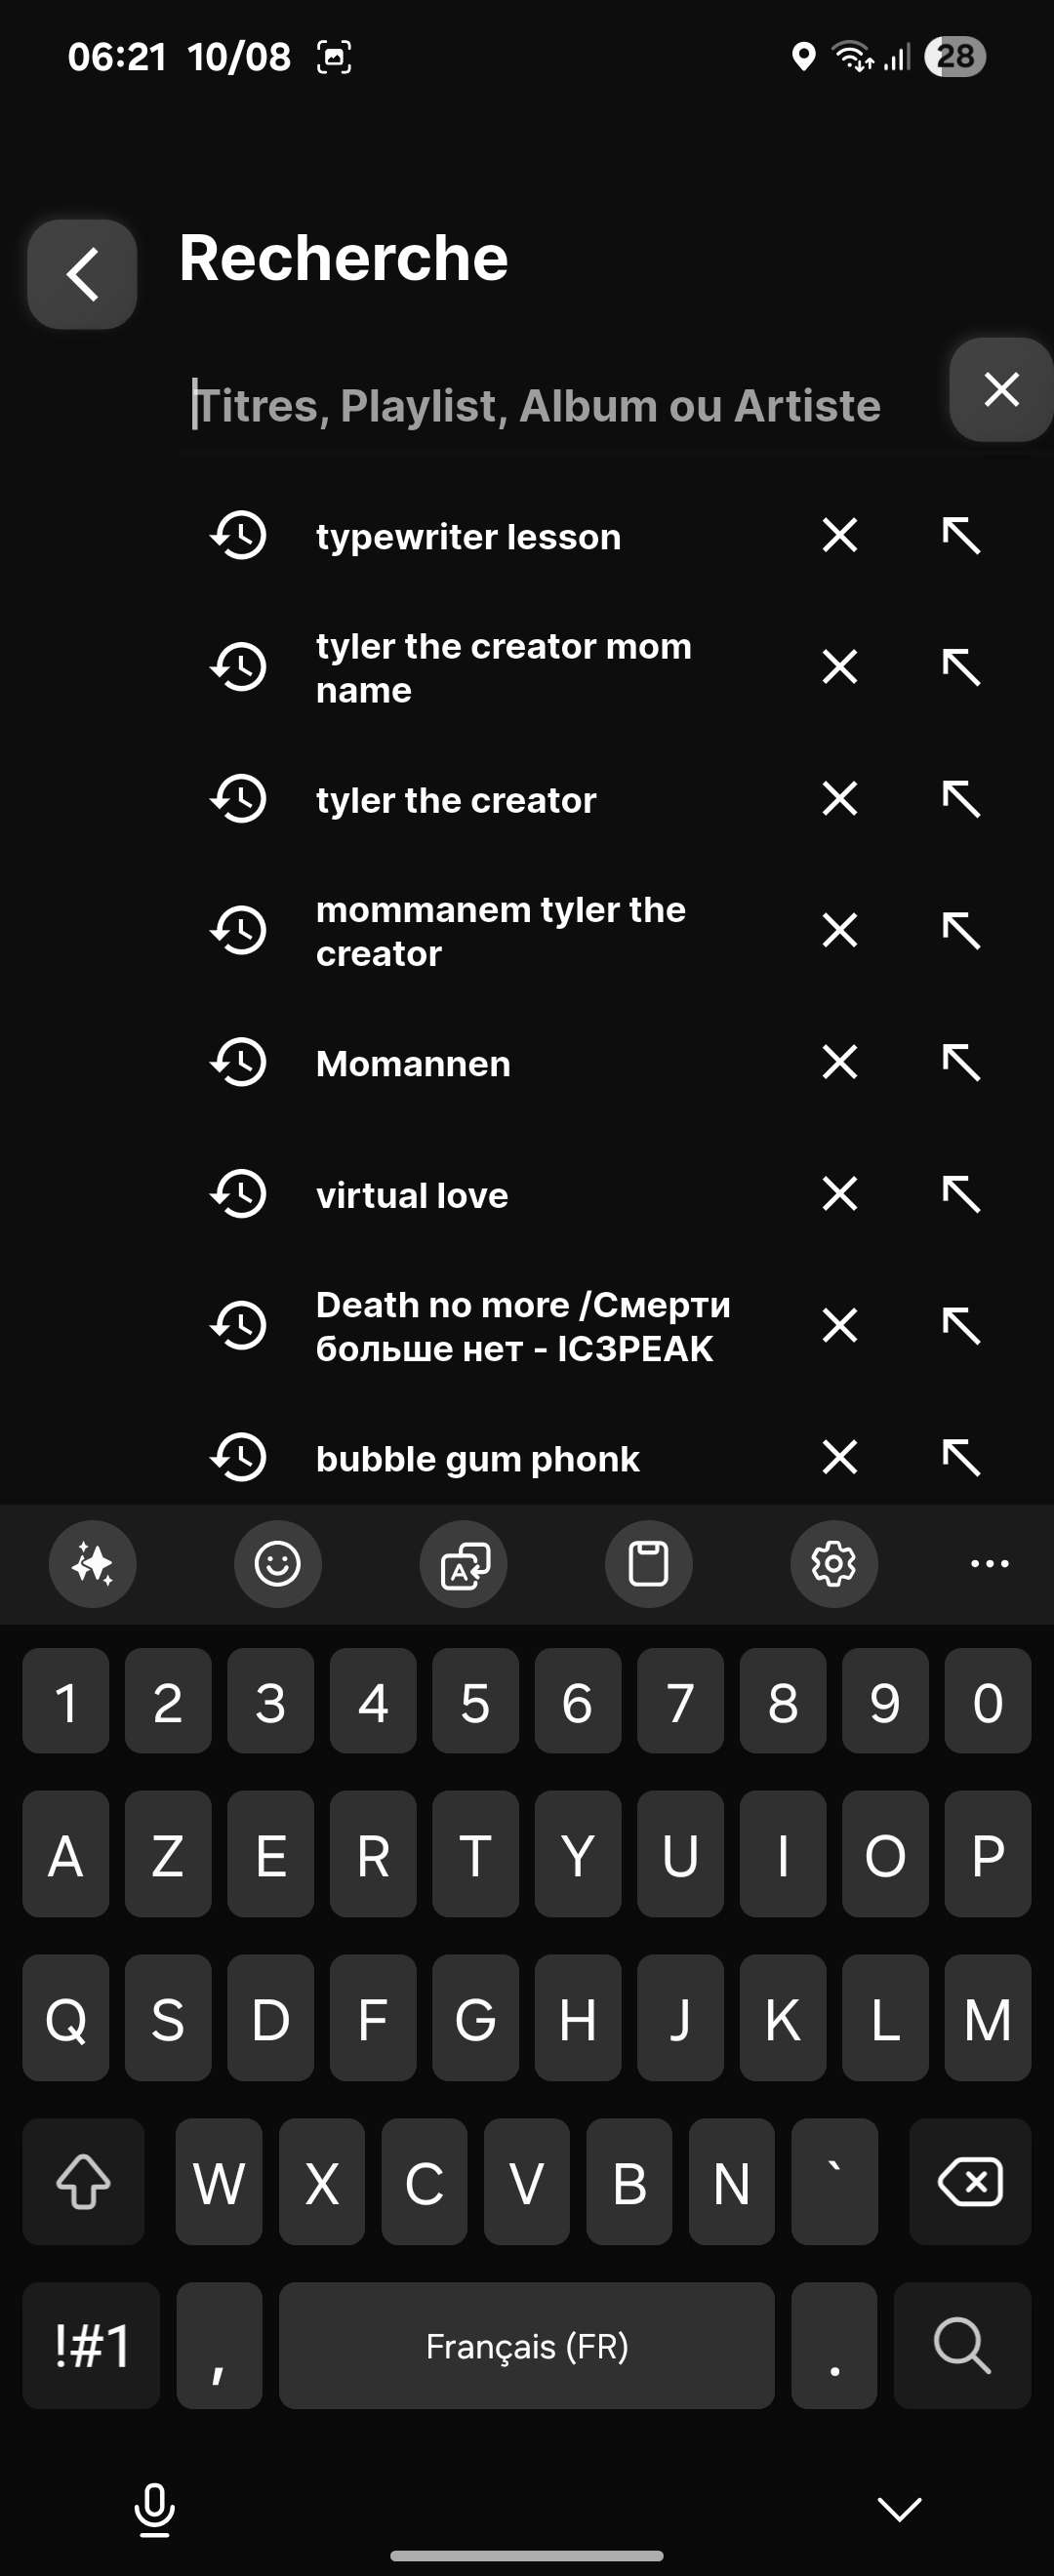 06:21 10/08
28
Recherche
Titres, Playlist, Album ou Artiste
typewriter lesson
tyler the creator mom
name
tyler the creator
mommanem tyler the
creator
Momannen
virtual love
Death no more /Смерти
больше нет - IC3PEAK
bubble gum phonk
A
1 2 3 4 5 6 7 8 9 0
A Z E R T Y U I O P
Q S D F G H J K L M
W X C V B N `
!#1 , Français (FR) .